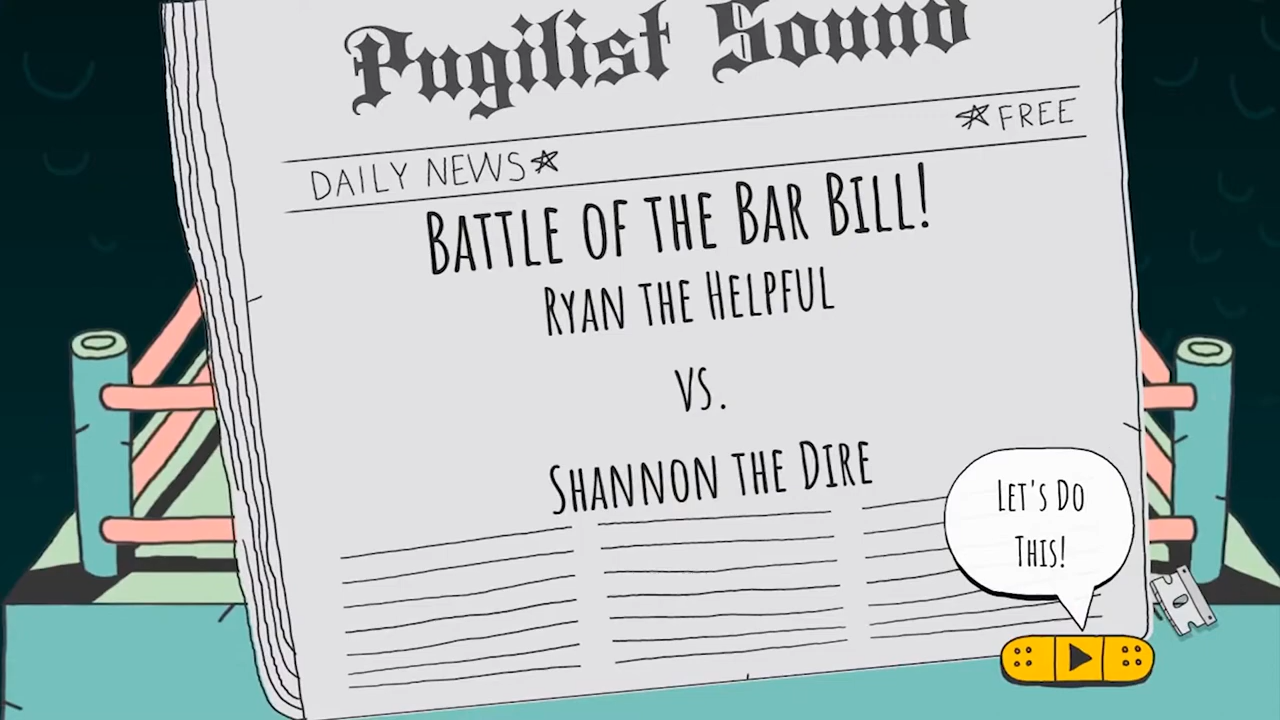 Pugilist Sound
DAILY NEWS
FREE
BATTLE OF THE BAR BILL!
RYAN THE HELPFUL
VS.
SHANNON THE DIRE
LET'S DO
THIS!